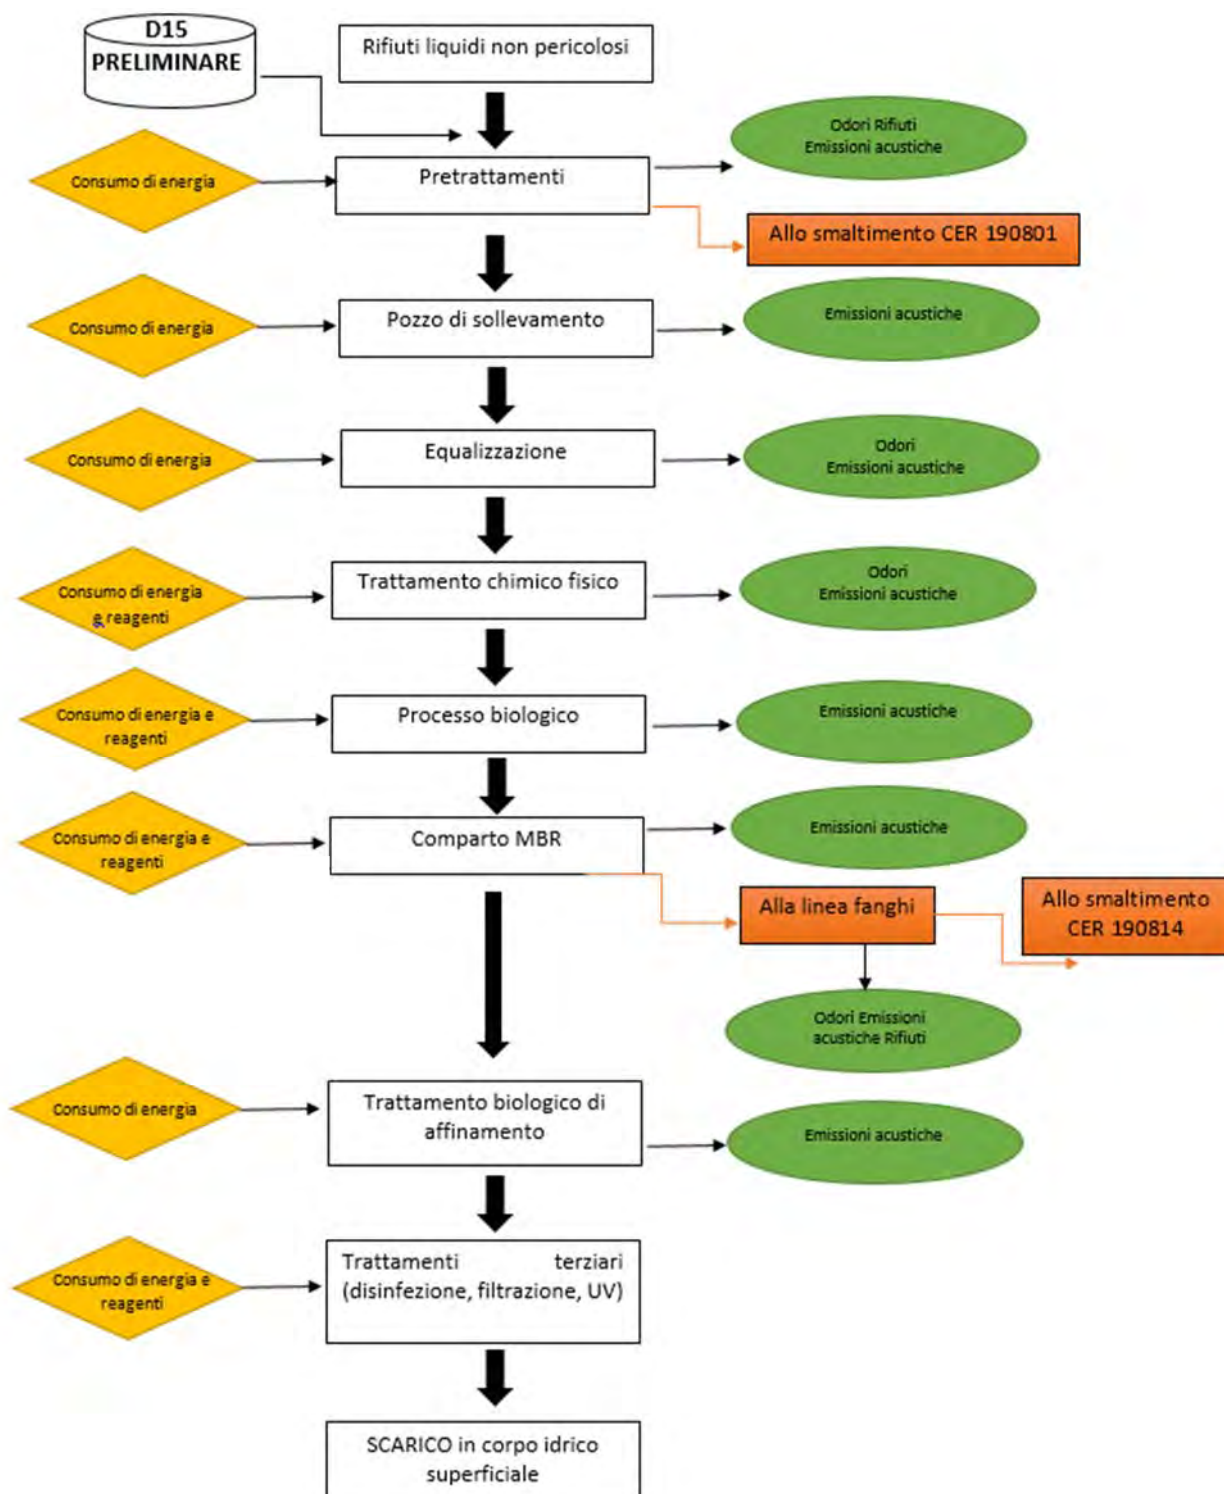 D15
PRELIMINARE
Rifiuti liquidi non pericolosi
Odori Rifiuti
Emissioni acustiche
Consumo di energia
Pretrattamenti
Allo smaltimento CER 190801
Consumo di energia
Pozzo di sollevamento
Emissioni acustiche
Consumo di energia
Equalizzazione
Odori
Emissioni acustiche
Consumo di energia
e reagenti
Trattamento chimico fisico
Odori
Emissioni acustiche
Consumo di energia e
reagenti
Processo biologico
Emissioni acustiche
Consumo di energia e
reagenti
Comparto MBR
Emissioni acustiche
Alla linea fanghi
Allo smaltimento
CER 190814
Odori Emissioni
acustiche Rifiuti
Consumo di energia
Trattamento biologico di
affinamento
Emissioni acustiche
Consumo di energia e
reagenti
Trattamenti terziari
(disinfezione, filtrazione, UV)
SCARICO in corpo idrico
superficiale